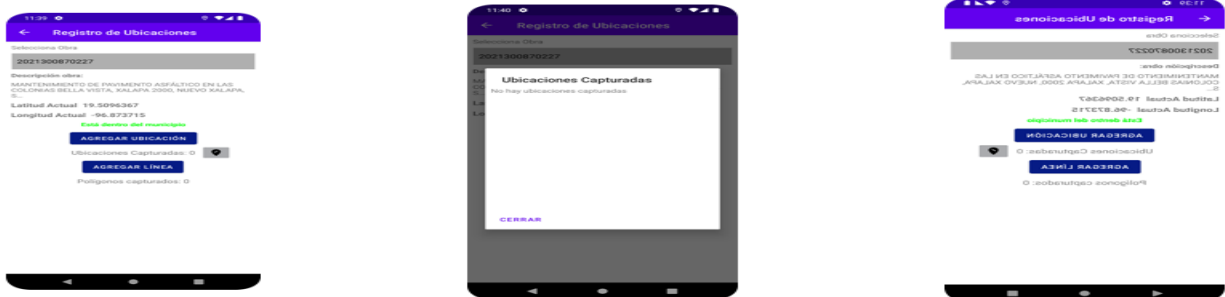 11:39
Registro de Ubicaciones
Selecciona Obra
2021300870227
Descripción obra:
MANTENIMIENTO DE PAVIMENTO ASFÁLTICO EN LAS
COLONIAS BELLA VISTA, XALAPA 2000, NUEVO XALAPA,
S...
Latitud Actual 19.5096367
Longitud Actual -96.873715
Está dentro del municipio
AGREGAR UBICACIÓN
Ubicaciones Capturadas: 0
AGREGAR LÍNEA
Polígonos capturados: 0
11:40
Registro de Ubicaciones
Selecciona Obra
2021300870227
Ubicaciones Capturadas
No hay ubicaciones capturadas
CERRAR
11:39
Registro de Ubicaciones
Selecciona Obra
2021300870227
Descripción obra:
MANTENIMIENTO DE PAVIMENTO ASFÁLTICO EN LAS
COLONIAS BELLA VISTA, XALAPA 2000, NUEVO XALAPA,
S...
Latitud Actual 19.5096367
Longitud Actual -96.873715
Está dentro del municipio
AGREGAR UBICACIÓN
Ubicaciones Capturadas: 0
AGREGAR LÍNEA
Polígonos capturados: 0